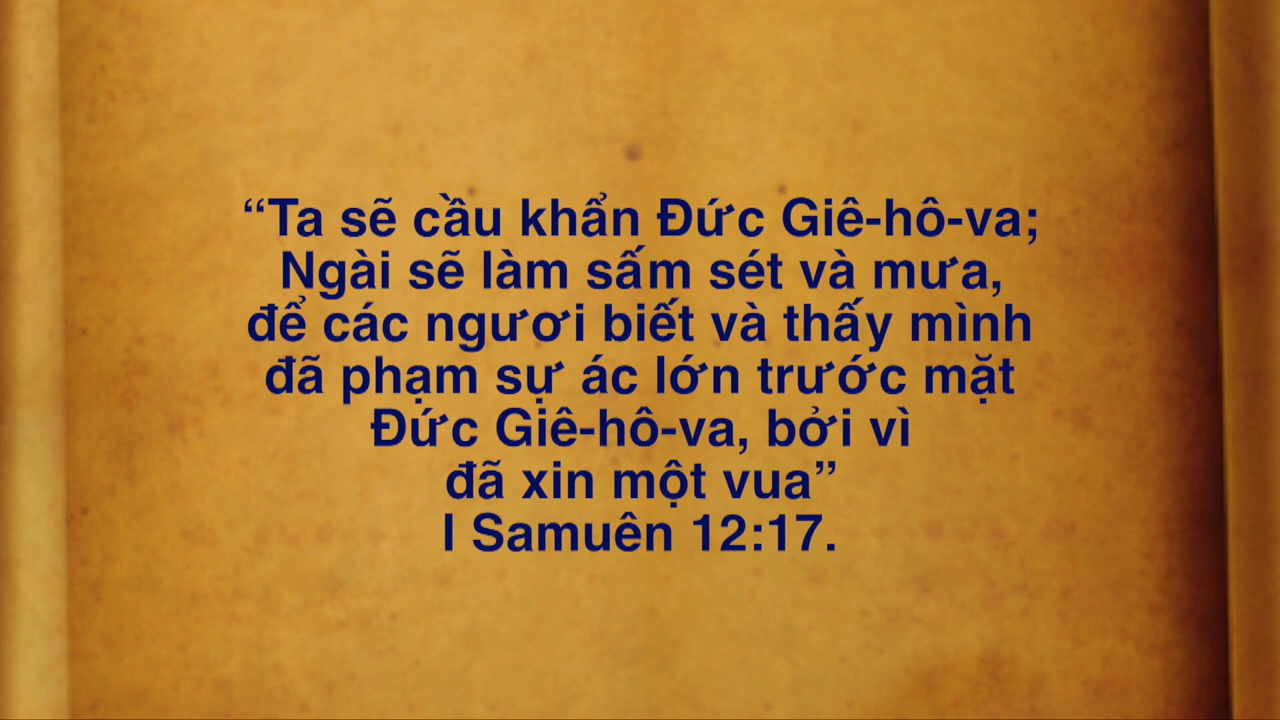 “Ta sẽ cầu khẩn Đức Giê-hô-va;
Ngài sẽ làm sấm sét và mưa,
để các ngươi biết và thấy mình
đã phạm sự ác lớn trước mặt
Đức Giê-hô-va, bởi vì
đã xin một vua”
I Samuên 12:17.